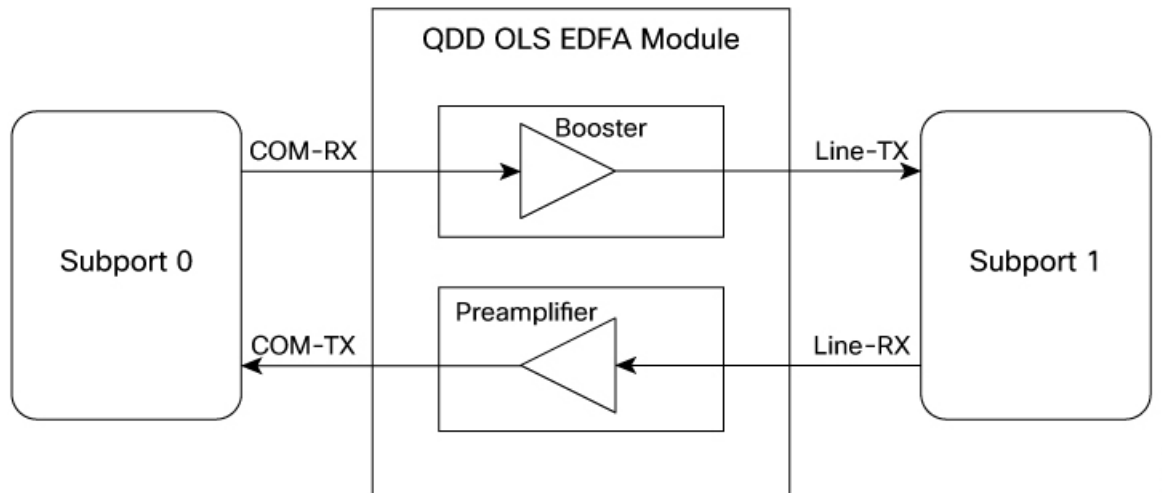 QDD OLS EDFA Module
Booster
COM-RX
Line-TX
Subport 0
Subport 1
Preamplifier
COM-TX
Line-RX